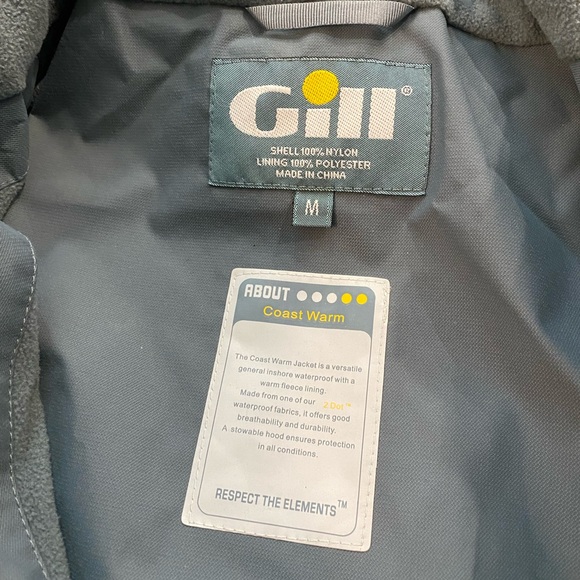 Gill®
SHELL 100% NYLON
LINING 100% POLYESTER
MADE IN CHINA
M
ABOUT
Coast Warm
The Coast Warm Jacket is a versatile
general inshore waterproof with a
warm fleece lining.
Made from one of our 2Dot™
waterproof fabrics, it offers good
breathability and durability.
A stowable hood ensures protection
in all conditions.
RESPECT THE ELEMENTS™